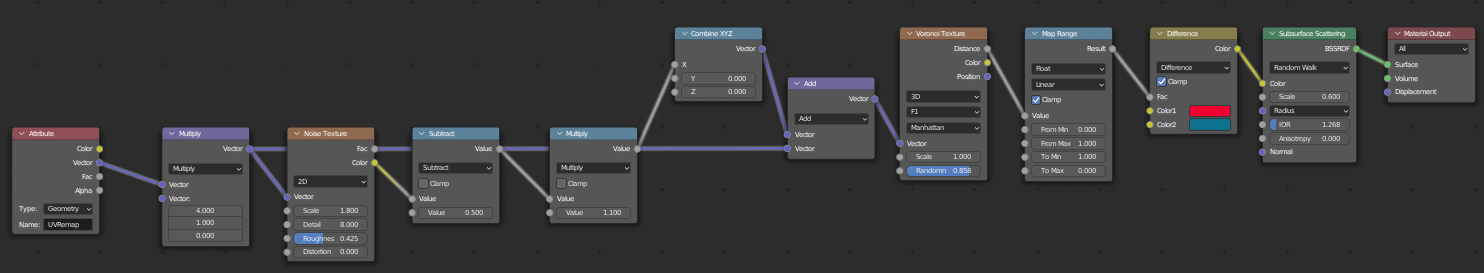 Attribute
Color
Vector
Fac
Alpha
Type: Geometry
Name: UVRemap
Multiply
Vector
Multiply
Vector
Vector:
4.000
1.000
0.000
Noise Texture
Fac
Color
2D
Vector
Scale 1.800
Detail 8.000
Roughnes 0.425
Distortion 0.000
Subtract
Value
Subtract
Clamp
Value
Value 0.500
Multiply
Value
Multiply
Clamp
Value
Value 1.100
Combine XYZ
Vector
X
Y 0.000
Z 0.000
Add
Vector
Add
Vector
Vector
Voronoi Texture
Distance
Color
Position
3D
F1
Manhattan
Vector
Scale 1.000
Randomn 0.858
Map Range
Result
Float
Linear
Clamp
Value
From Min 0.000
From Max 1.000
To Min 1.000
To Max 0.000
Difference
Color
Difference
Clamp
Fac
Color1
Color2
Subsurface Scattering
BSSRDF
Random Walk
Color
Scale 0.600
Radius
IOR 1.268
Anisotropy 0.000
Normal
Material Output
All
Surface
Volume
Displacement